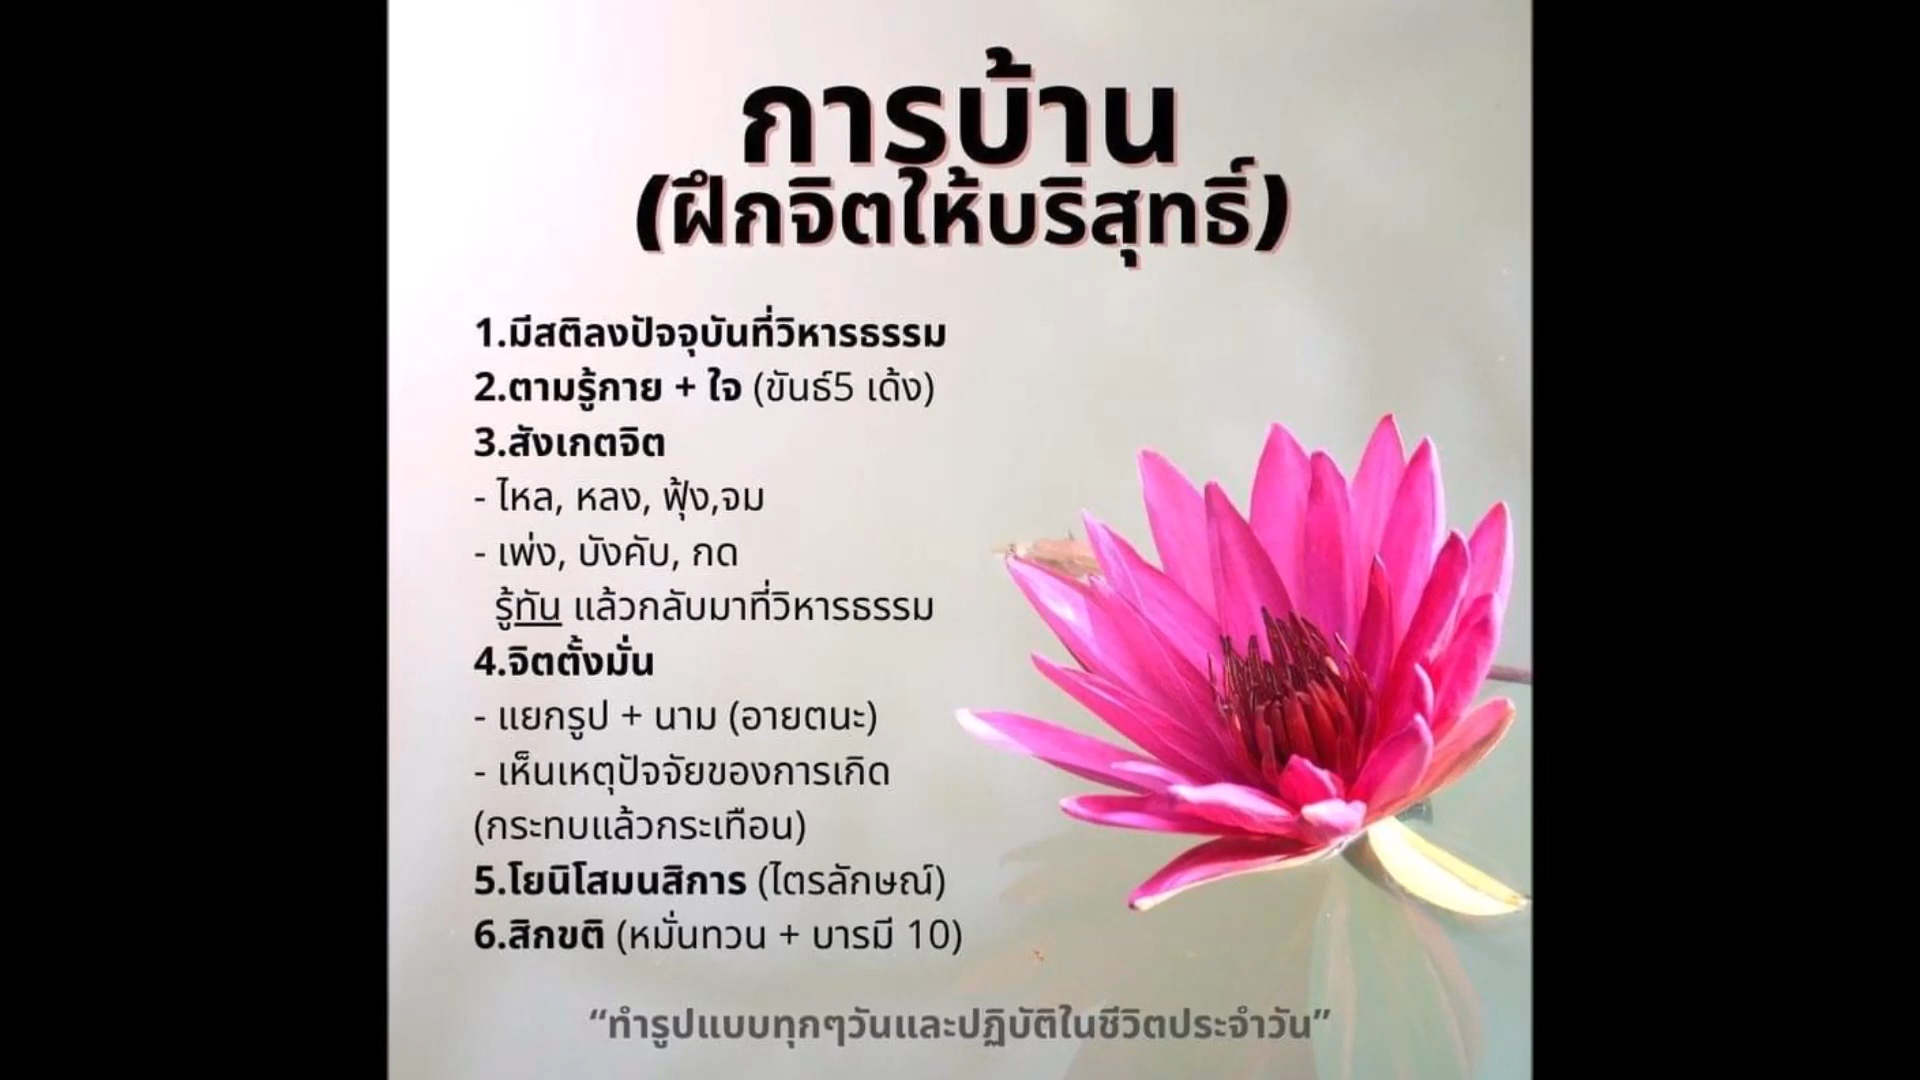 การบ้าน
(ฝึกจิตให้บริสุทธิ์)
1.มีสติลงปัจจุบันที่วิหารธรรม
2.ตามรู้กาย + ใจ (ขันธ์5 เด้ง)
3.สังเกตจิต
- ไหล, หลง, ฟุ้ง,จม
- เพ่ง, บังคับ, กด
รู้ทัน แล้วกลับมาที่วิหารธรรม
4.จิตตั้งมั่น
- แยกรูป + นาม (อายตนะ)
- เห็นเหตุปัจจัยของการเกิด
(กระทบแล้วกระเทือน)
5.โยนิโสมนสิการ (ไตรลักษณ์)
6.สิกขติ (หมั่นทวน + บารมี 10)
“ทำรูปแบบทุกๆวันและปฏิบัติในชีวิตประจำวัน”